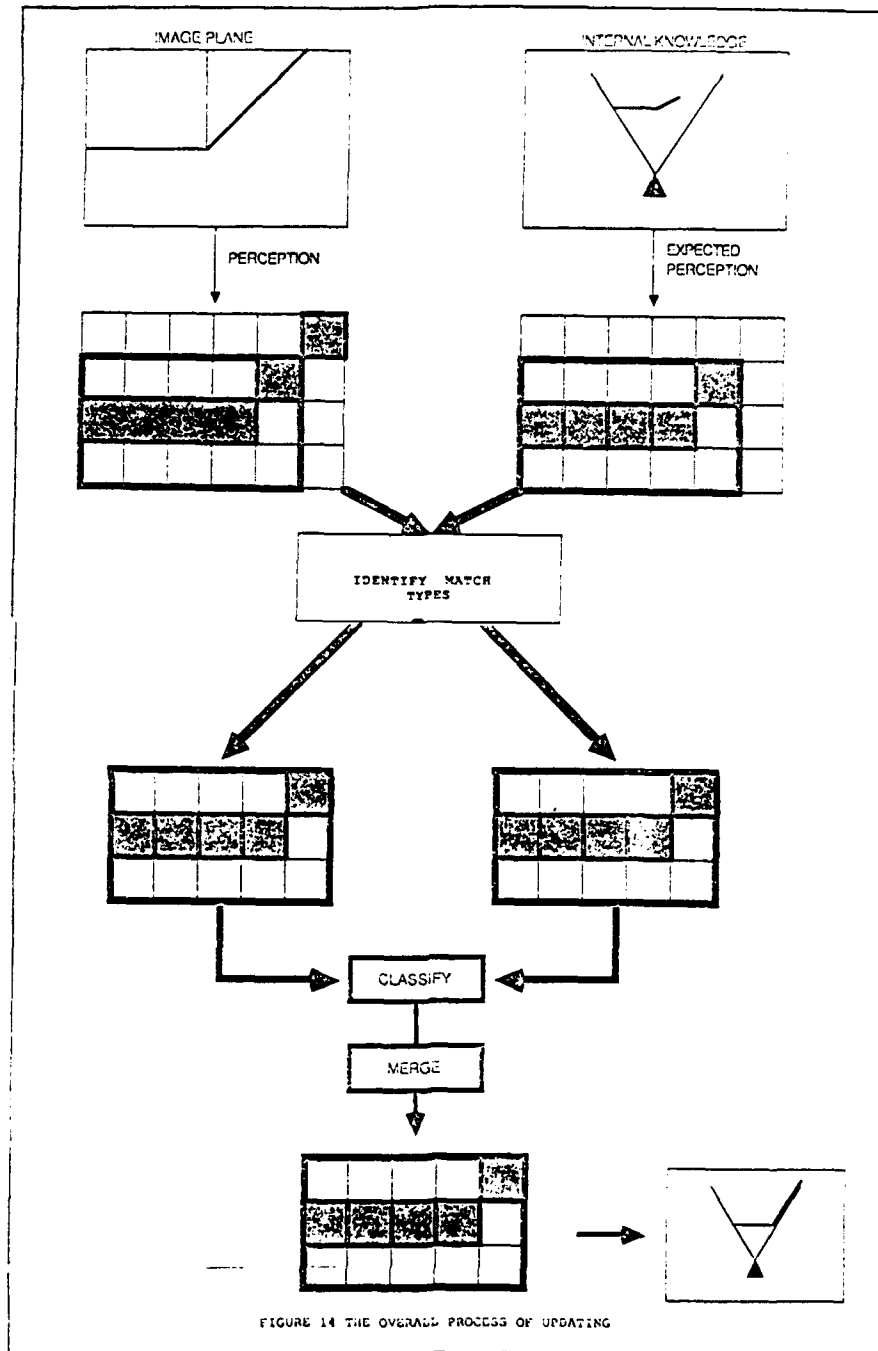 IMAGE PLANE
INTERNAL KNOWLEDGE
PERCEPTION
EXPECTED
PERCEPTION
IDENTIFY MATCH
TYPES
CLASSIFY
MERGE
FIGURE 14 THE OVERALL PROCESS OF UPDATING